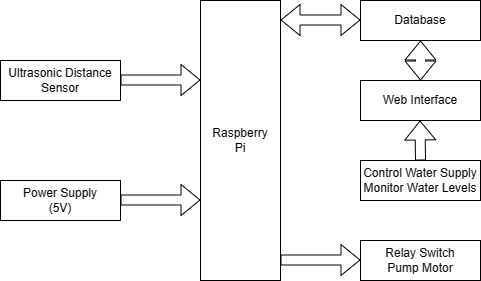 Database
Ultrasonic Distance
Sensor
Web Interface
Raspberry
Pi
Control Water Supply
Monitor Water Levels
Power Supply
(5V)
Relay Switch
Pump Motor